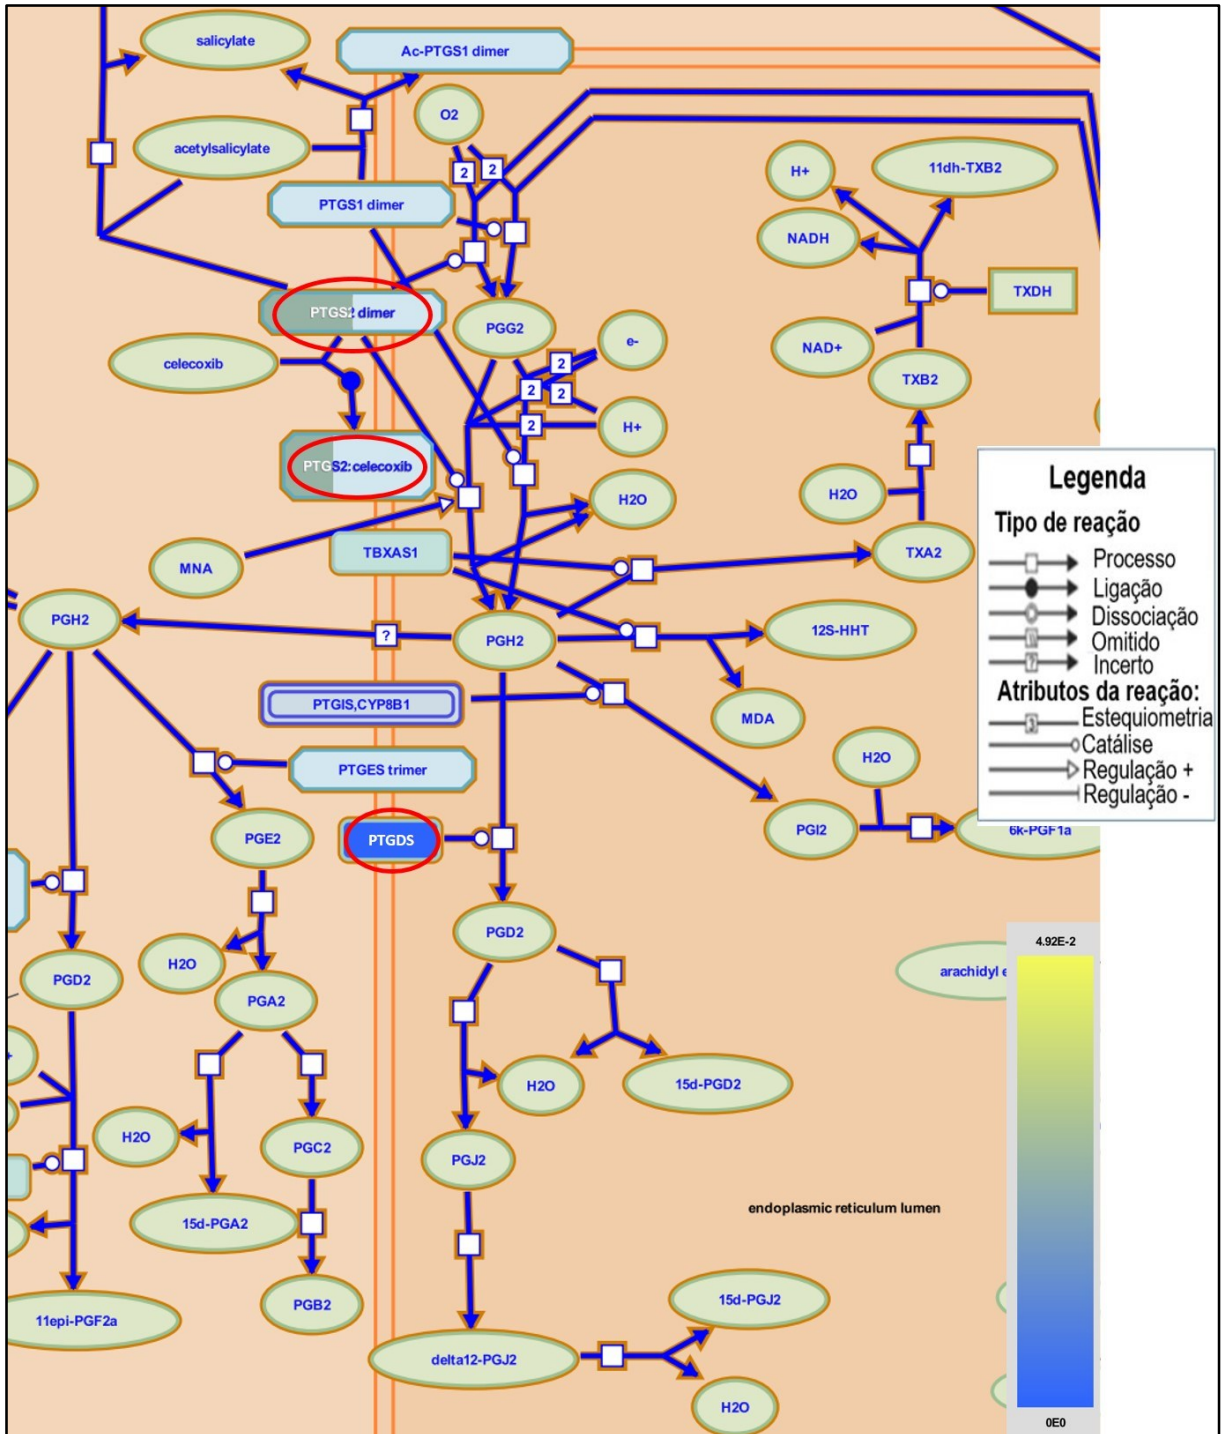 salicylate
Ac-PTGS1 dimer
O2
acetylsalicylate
2
2
H+
11dh-TXB2
PTGS1 dimer
NADH
TXDH
PTGS2 dimer
PGG2
e-
NAD+
celecoxib
2
TXB2
2
2
2
H+
PTGS2:celecoxib
H2O
H2O
TBXAS1
TXA2
MNA
PGH2
?
PGH2
12S-HHT
PTGIS,CYP8B1
MDA
PTGES trimer
H2O
PGE2
PTGDS
PGI2
6k-PGF1a
PGD2
H2O
PGD2
PGA2
arachidyl
H2O
15d-PGD2
H2O
PGC2
PGJ2
15d-PGA2
endoplasmic reticulum lumen
PGB2
15d-PGJ2
11epi-PGF2a
delta12-PGJ2
H2O
Legenda
Tipo de reação
Processo
Ligação
Dissociação
Omitido
? Incerto
Atributos da reação:
3 Estequiometria
Catálise
Regulação +
Regulação -
4.92E-2
0E0